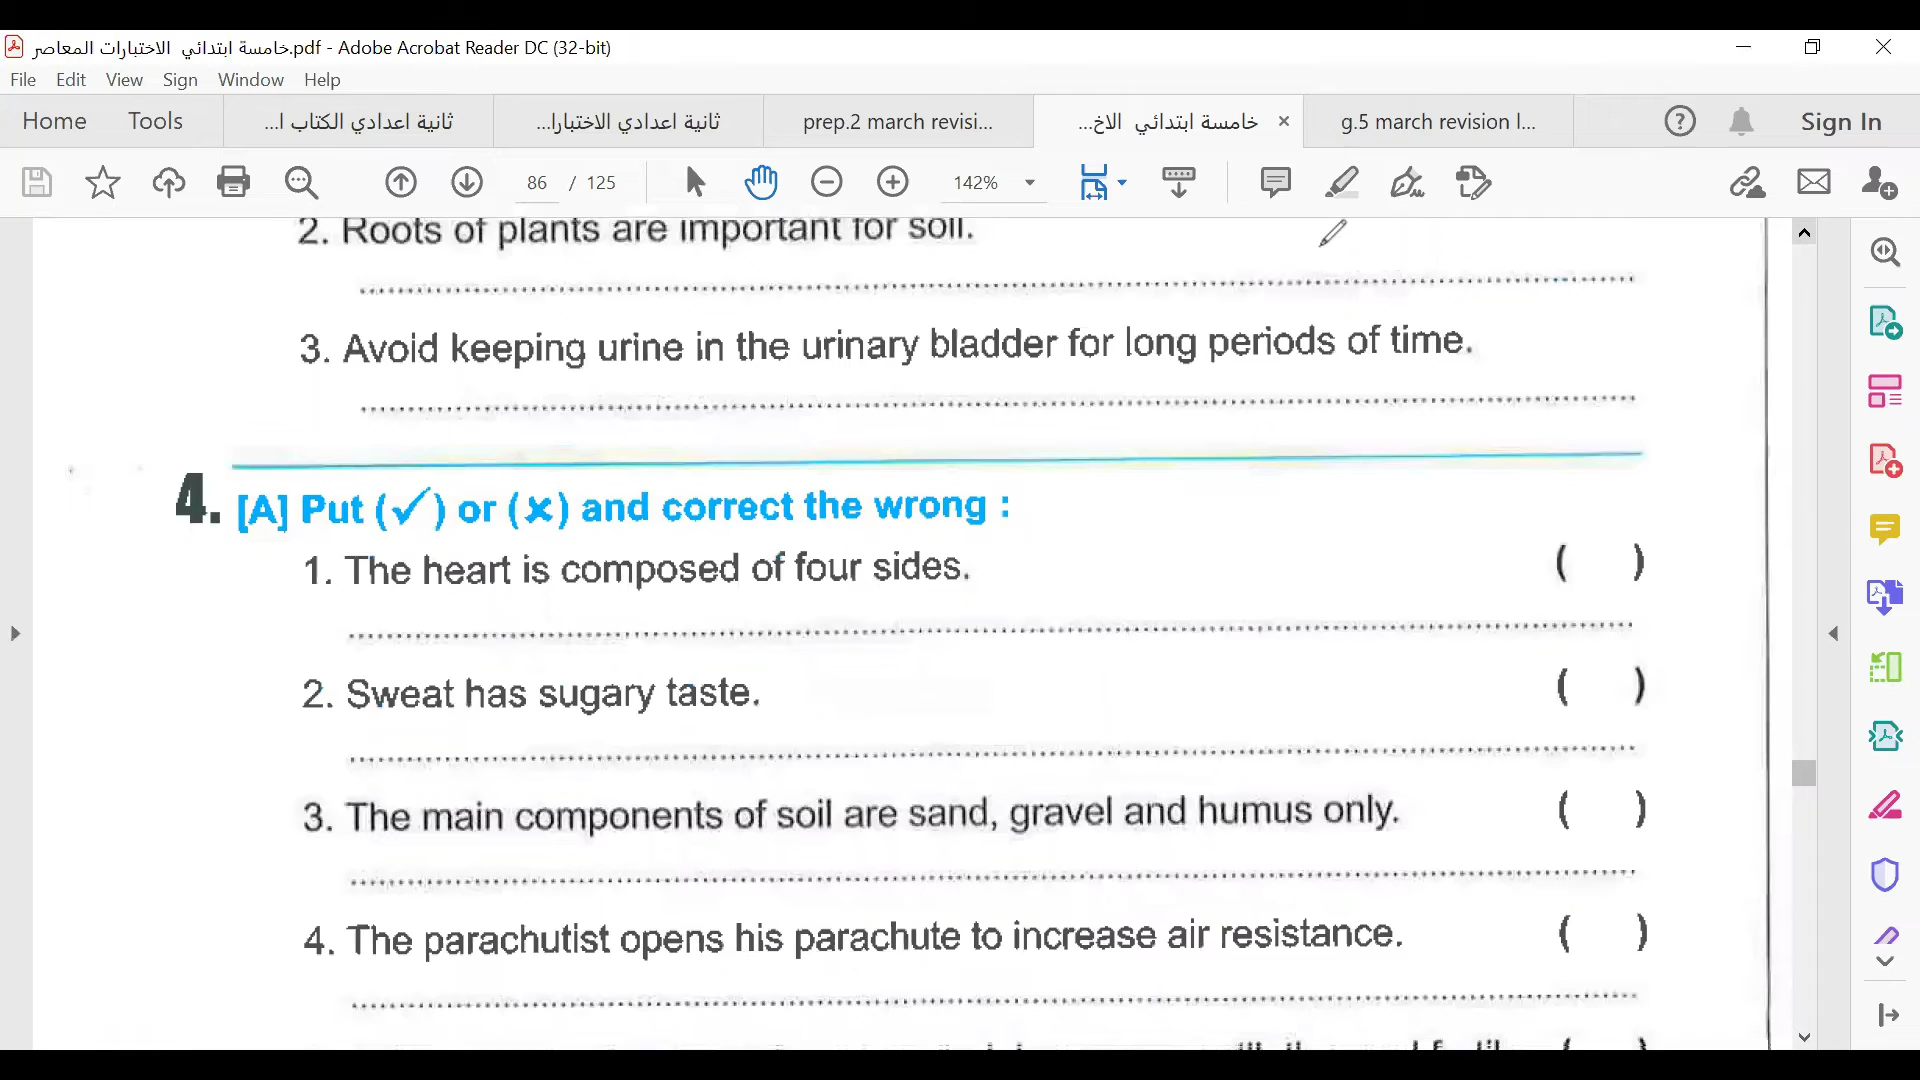 خامسة ابتدائي الاختبارات المعاصر.pdf - Adobe Acrobat Reader DC (32-bit)
File Edit View Sign Window Help
Home Tools ثانية اعدادي الكتاب ا... ثانية اعدادي الاختبارا... prep.2 march revisi... خامسة ابتدائي الاخ... × g.5 march revision l... Sign In
86 / 125 142%
2. Roots of plants are important for soil.
3. Avoid keeping urine in the urinary bladder for long periods of time.
4. [A] Put (✓) or (×) and correct the wrong :
1. The heart is composed of four sides. ( )
2. Sweat has sugary taste. ( )
3. The main components of soil are sand, gravel and humus only. ( )
4. The parachutist opens his parachute to increase air resistance. ( )